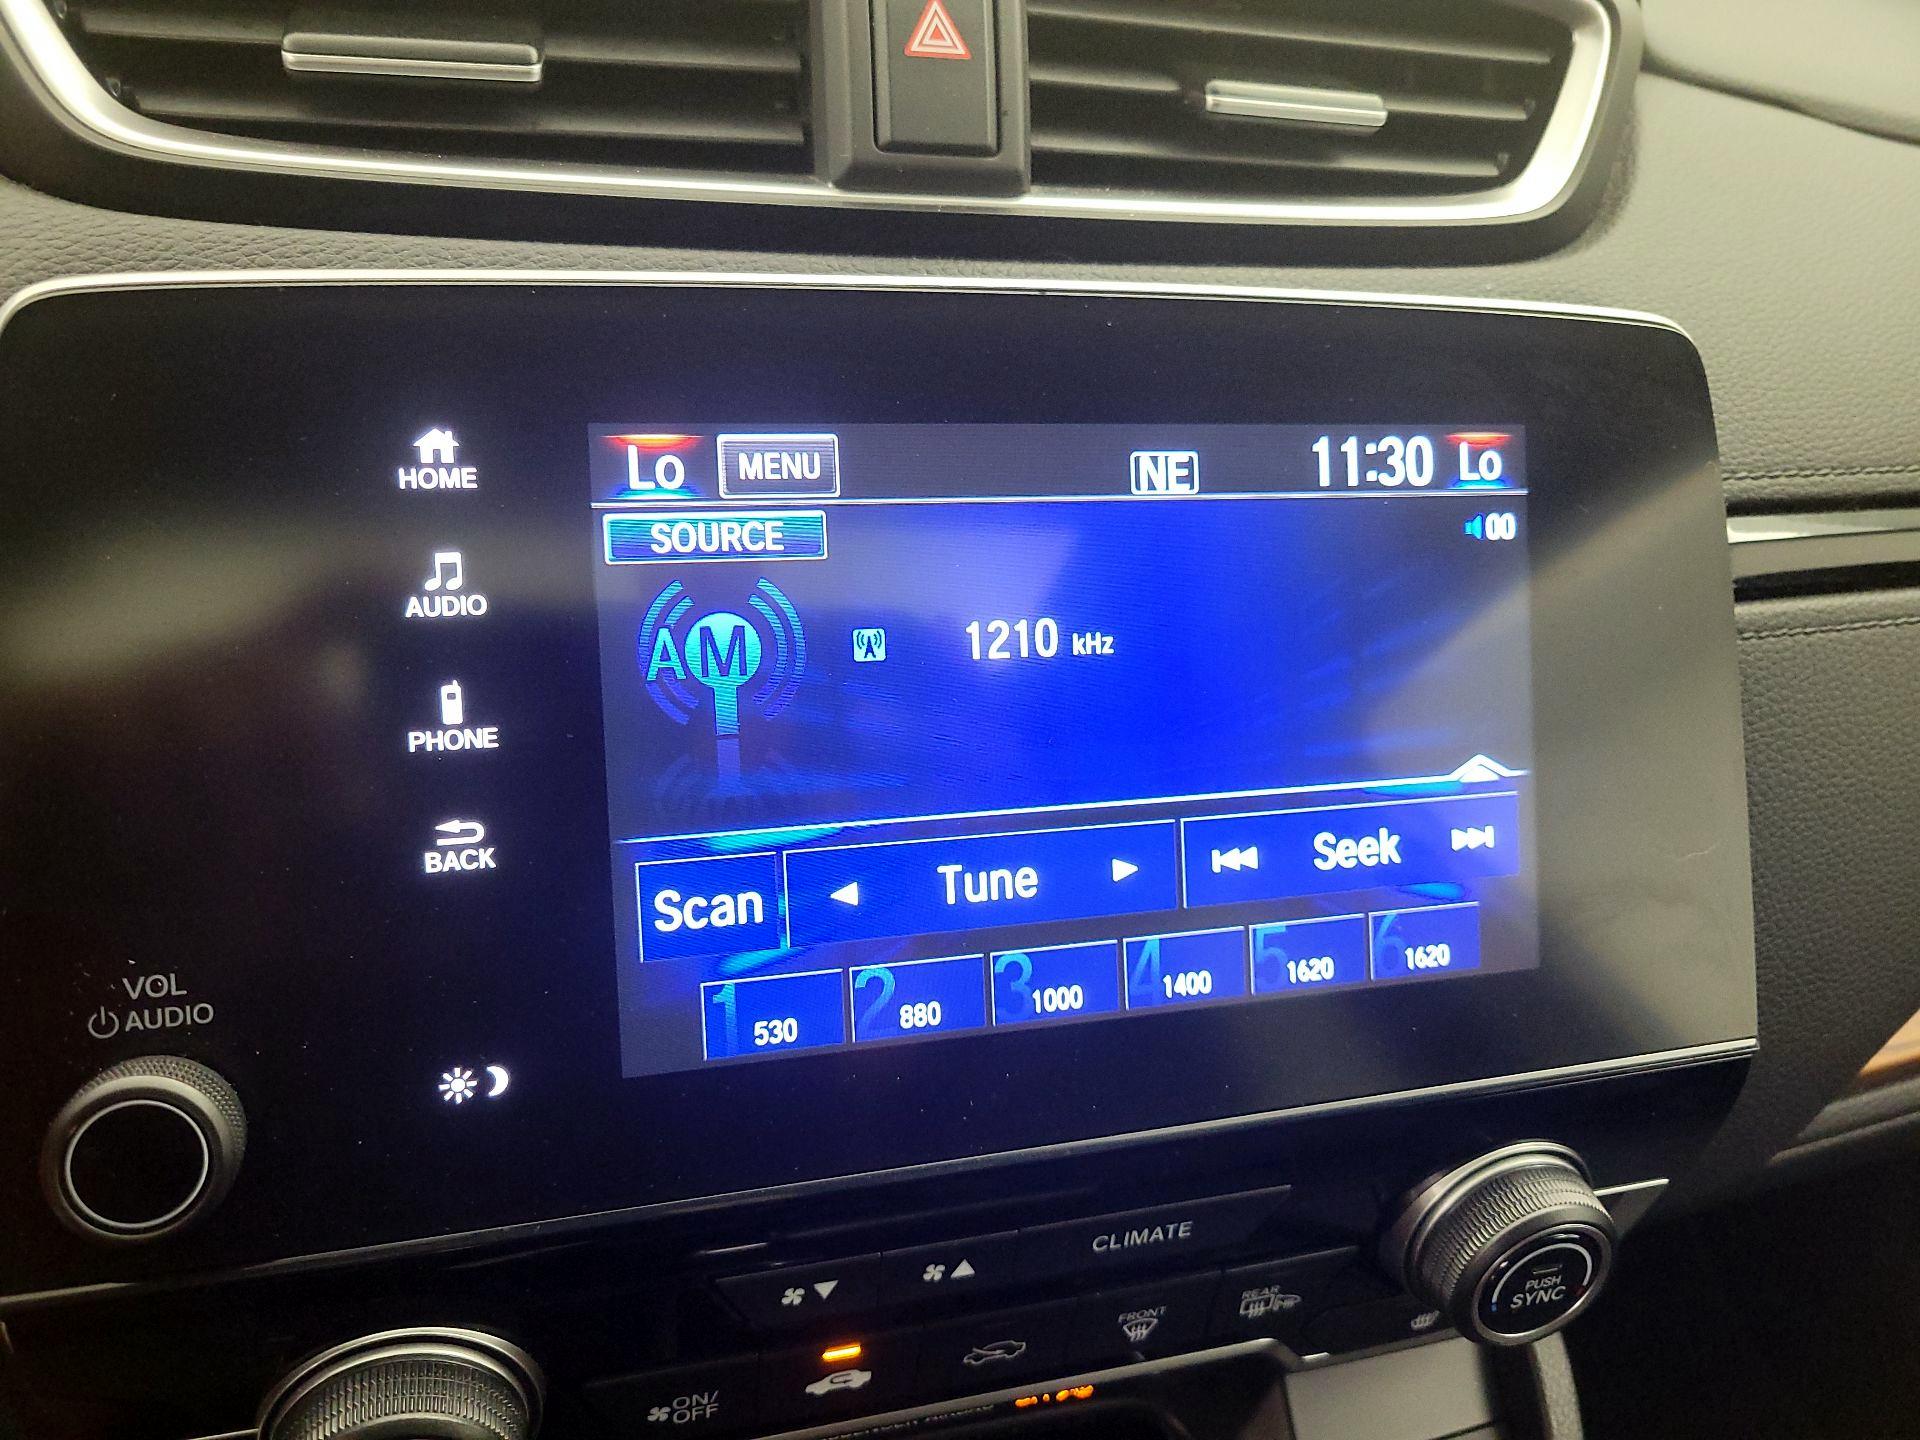 Lo MENU NE 11:30 Lo
SOURCE
00
AM 1210 kHz
HOME
AUDIO
PHONE
BACK
Scan Tune Seek
1 530 2 880 3 1000 4 1400 5 1620 6 1620
VOL
AUDIO
CLIMATE
PUSH
SYNC
FRONT
REAR
ON/
OFF